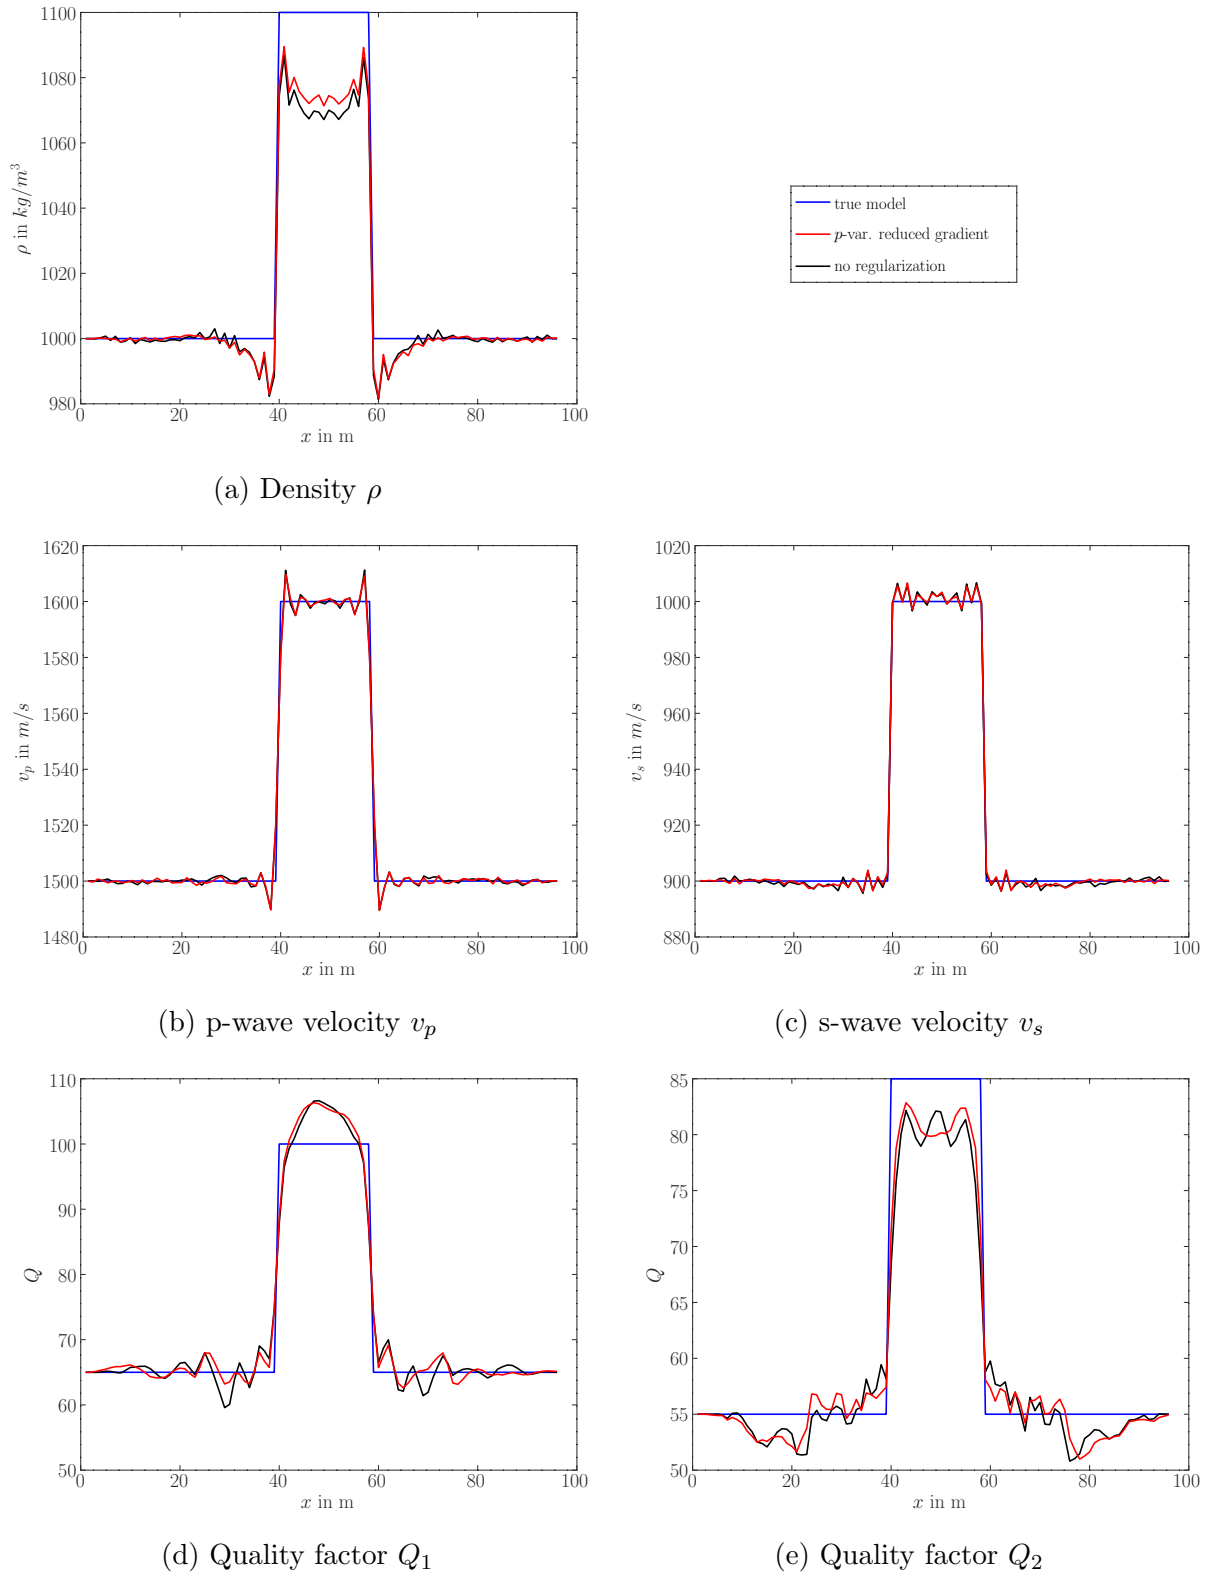 1100
1080
1060
1040
1020
1000
980
ρ in kg/m³
0 20 40 60 80 100
x in m
true model
p-var. reduced gradient
no regularization
(a) Density ρ
1620
1600
1580
1560
1540
1520
1500
1480
v_p in m/s
0 20 40 60 80 100
x in m
(b) p-wave velocity v_p
1020
1000
980
960
940
920
900
880
v_s in m/s
0 20 40 60 80 100
x in m
(c) s-wave velocity v_s
110
100
90
80
70
60
50
Q
0 20 40 60 80 100
x in m
(d) Quality factor Q₁
85
80
75
70
65
60
55
50
Q
0 20 40 60 80 100
x in m
(e) Quality factor Q₂